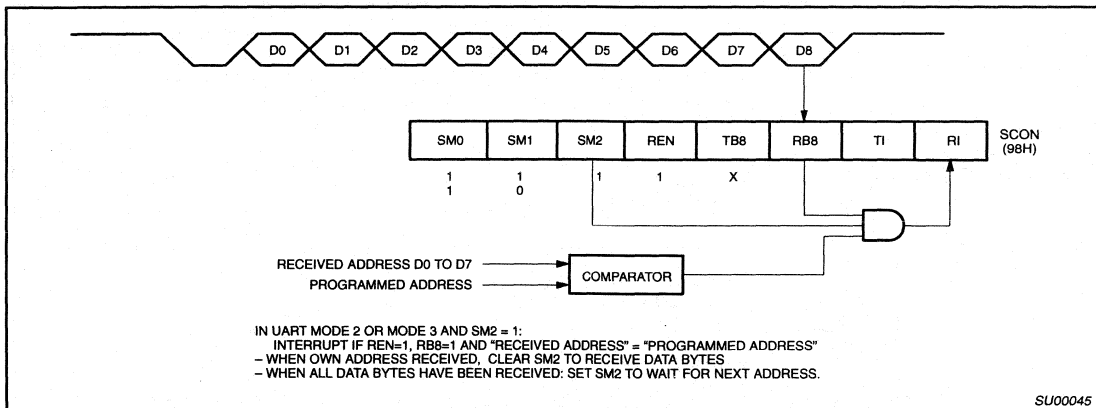 D0 D1 D2 D3 D4 D5 D6 D7 D8
SM0 SM1 SM2 REN TB8 RB8 TI RI
SCON
(98H)
1 1 1 1 X
1 0
RECEIVED ADDRESS D0 TO D7
PROGRAMMED ADDRESS
COMPARATOR
IN UART MODE 2 OR MODE 3 AND SM2 = 1:
INTERRUPT IF REN=1, RB8=1 AND “RECEIVED ADDRESS” = “PROGRAMMED ADDRESS”
– WHEN OWN ADDRESS RECEIVED, CLEAR SM2 TO RECEIVE DATA BYTES
– WHEN ALL DATA BYTES HAVE BEEN RECEIVED: SET SM2 TO WAIT FOR NEXT ADDRESS.
SU00045